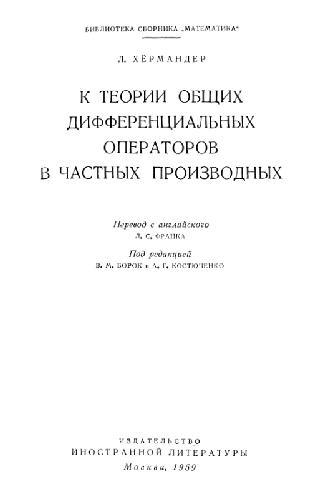 БИБЛИОТЕКА СБОРНИКА „МАТЕМАТИКА“
Л. ХЁРМАНДЕР
К ТЕОРИИ ОБЩИХ
ДИФФЕРЕНЦИАЛЬНЫХ
ОПЕРАТОРОВ
В ЧАСТНЫХ ПРОИЗВОДНЫХ
Перевод с английского
Л. С. ФРАНКА
Под редакцией
В. М. БОРОК и А. Г. КОСТЮЧЕНКО
ИЗДАТЕЛЬСТВО
ИНОСТРАННОЙ ЛИТЕРАТУРЫ
Москва, 1959